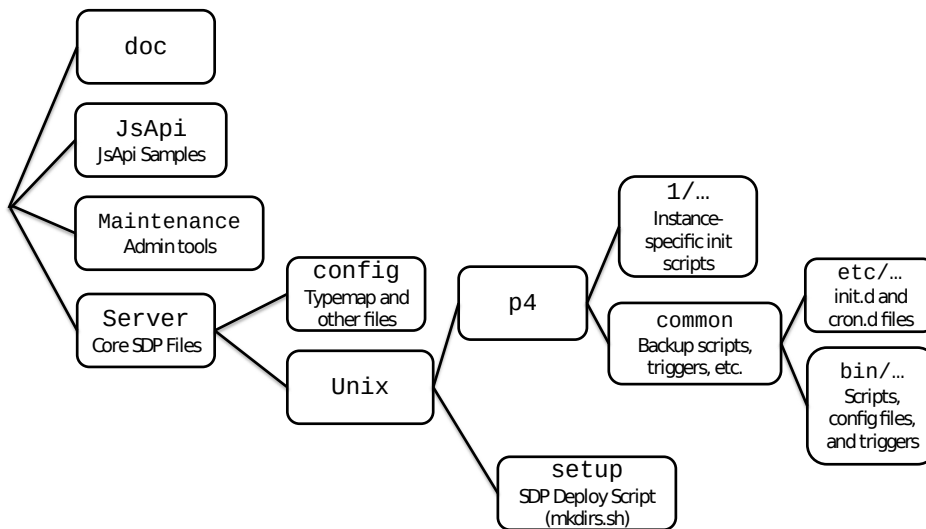 doc
JsApi
JsApi Samples
Maintenance
Admin tools
Server
Core SDP Files
config
Typemap and
other files
Unix
p4
setup
SDP Deploy Script
(mkdirs.sh)
1/…
Instance-
specific init
scripts
common
Backup scripts,
triggers, etc.
etc/…
init.d and
cron.d files
bin/…
Scripts,
config files,
and triggers